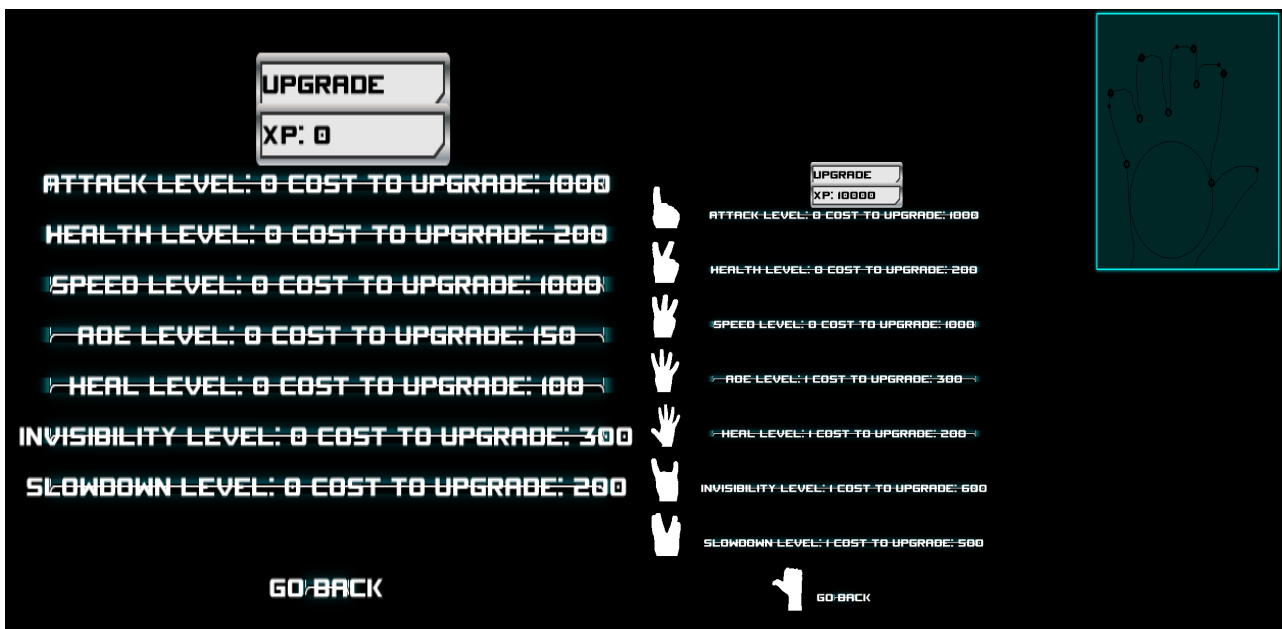 UPGRADE
XP: 0
ATTACK LEVEL: 0 COST TO UPGRADE: 1000
HEALTH LEVEL: 0 COST TO UPGRADE: 200
SPEED LEVEL: 0 COST TO UPGRADE: 1000
AOE LEVEL: 0 COST TO UPGRADE: 150
HEAL LEVEL: 0 COST TO UPGRADE: 100
INVISIBILITY LEVEL: 0 COST TO UPGRADE: 300
SLOWDOWN LEVEL: 0 COST TO UPGRADE: 200
GO BACK
UPGRADE
XP: 10000
ATTACK LEVEL: 0 COST TO UPGRADE: 1000
HEALTH LEVEL: 0 COST TO UPGRADE: 200
SPEED LEVEL: 0 COST TO UPGRADE: 1000
AOE LEVEL: 1 COST TO UPGRADE: 300
HEAL LEVEL: 1 COST TO UPGRADE: 200
INVISIBILITY LEVEL: 1 COST TO UPGRADE: 600
SLOWDOWN LEVEL: 1 COST TO UPGRADE: 500
GO BACK